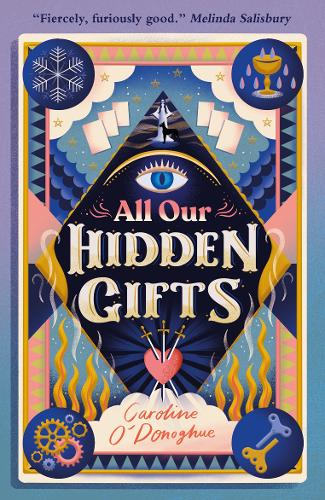 “Fiercely, furiously good.” Melinda Salisbury
All Our
HIDDEN
GIFTS
Caroline
O'Donoghue